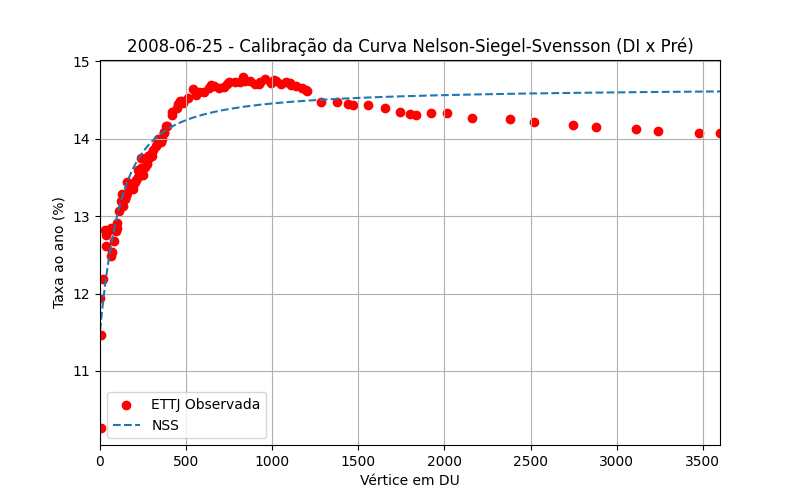 2008-06-25 - Calibração da Curva Nelson-Siegel-Svensson (DI x Pré)
Taxa ao ano (%)
15
14
13
12
11
ETTJ Observada
NSS
0 500 1000 1500 2000 2500 3000 3500
Vértice em DU